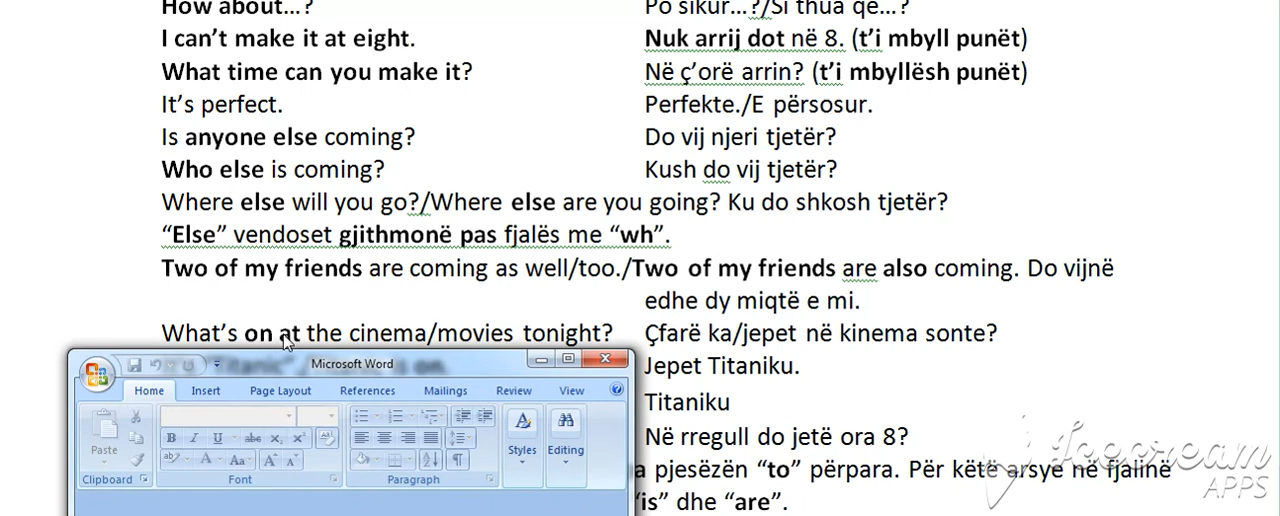 How about…? Po sikur…?/Si thua që…?
I can't make it at eight. Nuk arrij dot në 8. (t'i mbyll punët)
What time can you make it? Në ç'orë arrin? (t'i mbyllësh punët)
It's perfect. Perfekte./E përsosur.
Is anyone else coming? Do vij njeri tjetër?
Who else is coming? Kush do vij tjetër?
Where else will you go?/Where else are you going? Ku do shkosh tjetër?
“Else” vendoset gjithmonë pas fjalës me “wh”.
Two of my friends are coming as well/too./Two of my friends are also coming. Do vijnë
edhe dy miqtë e mi.
What's on at the cinema/movies tonight? Çfarë ka/jepet në kinema sonte?
Jepet Titaniku.
Titaniku
Në rregull do jetë ora 8?
pjesëzën “to” përpara. Për këtë arsye në fjalinë
“is” dhe “are”.
Microsoft Word
Home Insert Page Layout References Mailings Review View
Paste
Styles Editing
Clipboard Font Paragraph
Icecream
APPS